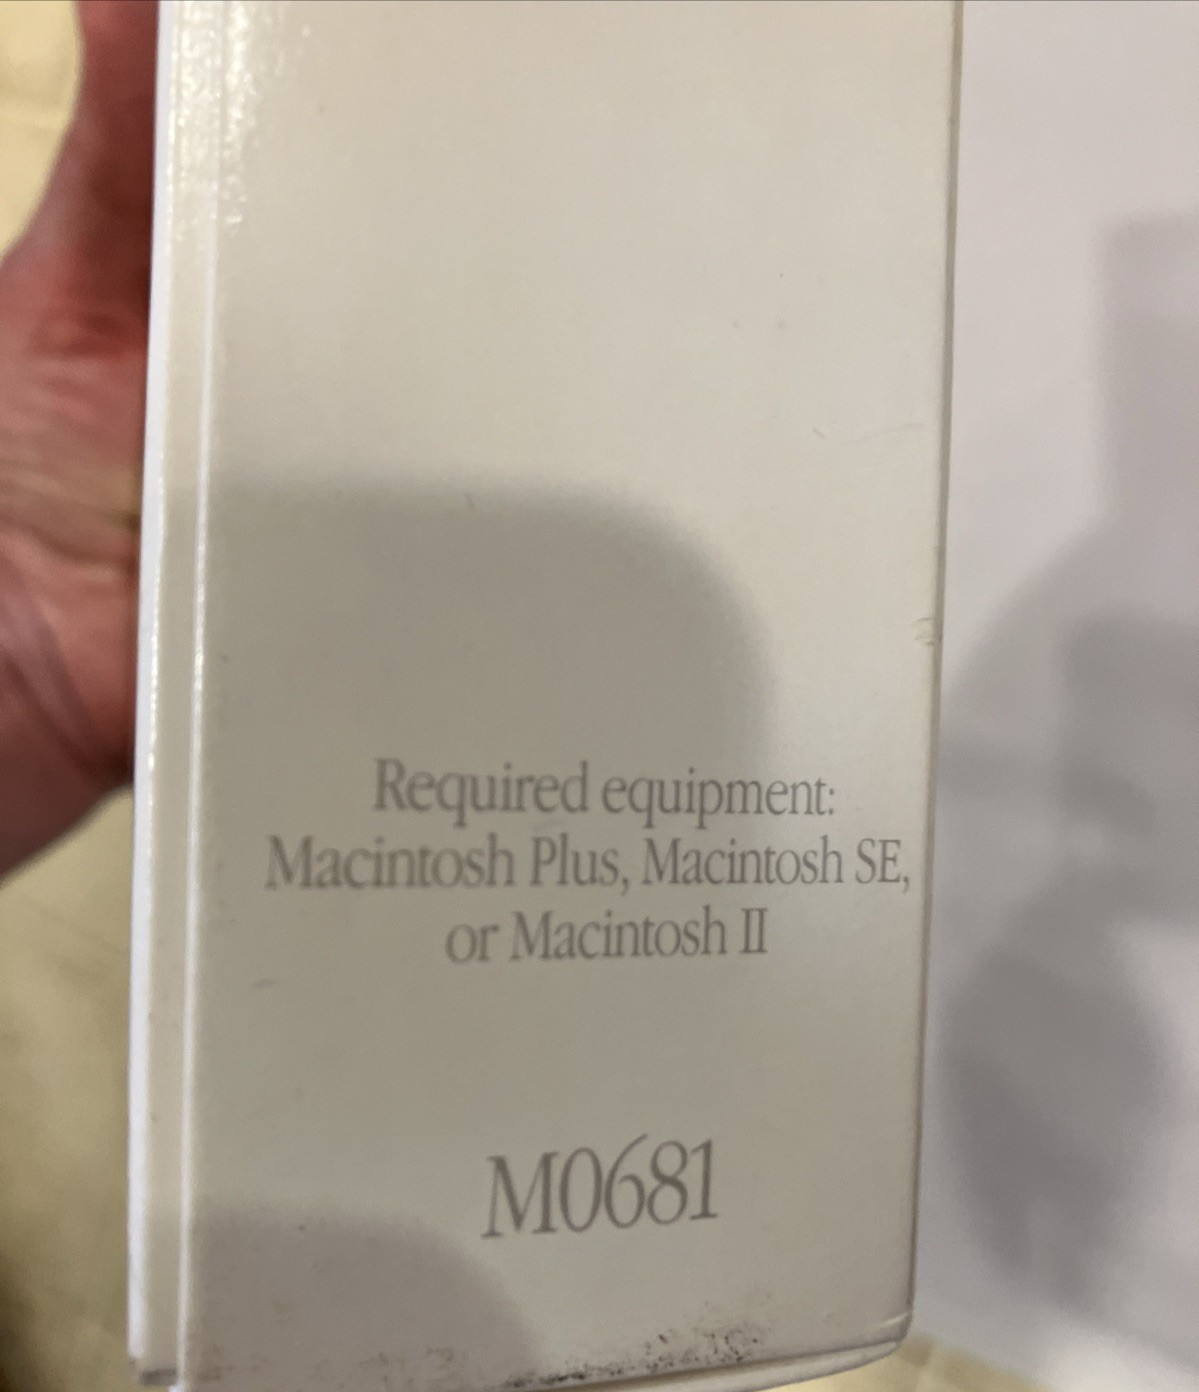 Required equipment:
Macintosh Plus, Macintosh SE,
or Macintosh II
M0681